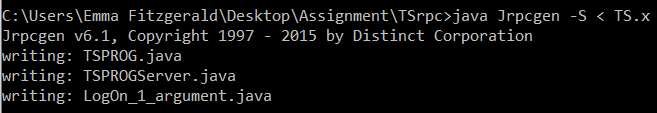 C:\Users\Emma Fitzgerald\Desktop\Assignment\TSrpc>java Jrpcgen -S < TS.x
Jrpcgen v6.1, Copyright 1997 - 2015 by Distinct Corporation
writing: TSPROG.java
writing: TSPROGServer.java
writing: LogOn_1_argument.java